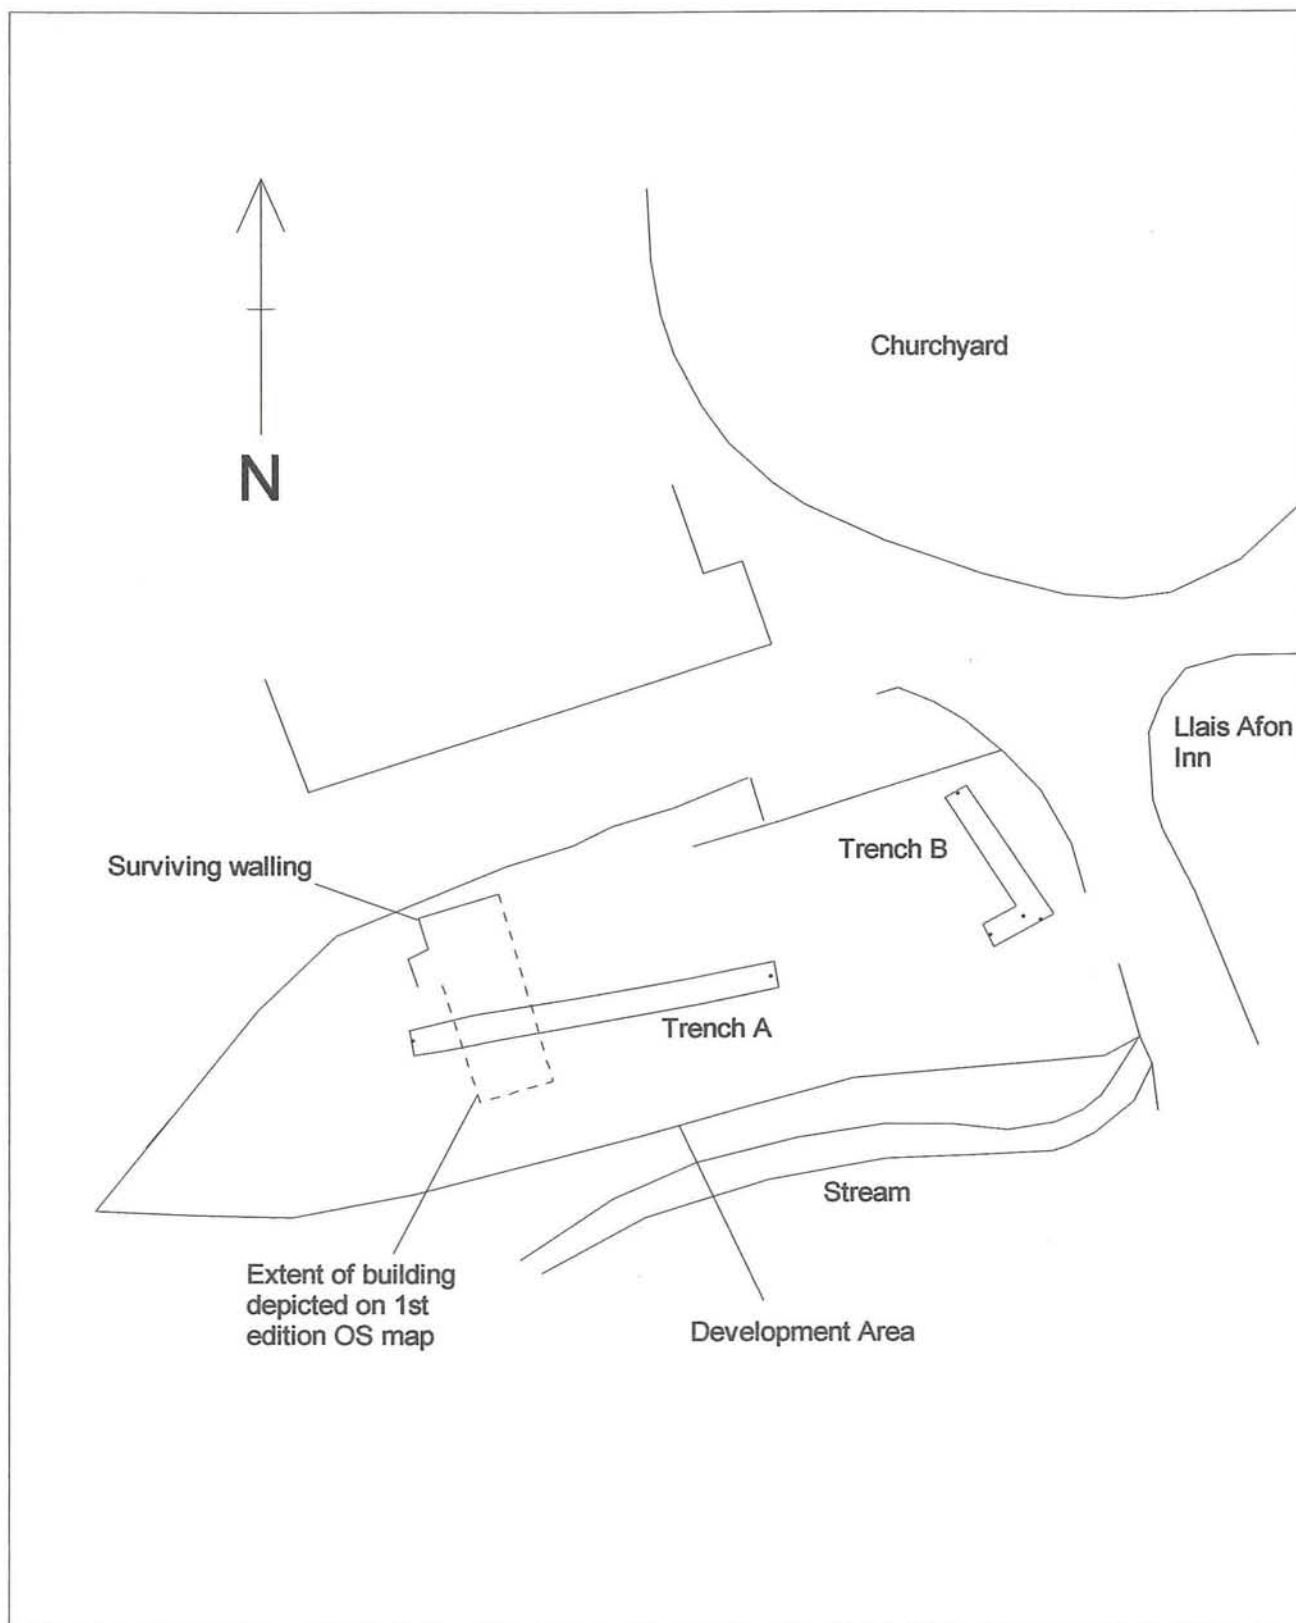 Churchyard
N
Llais Afon
Inn
Trench B
Surviving walling
Trench A
Stream
Extent of building
depicted on 1st
edition OS map
Development Area